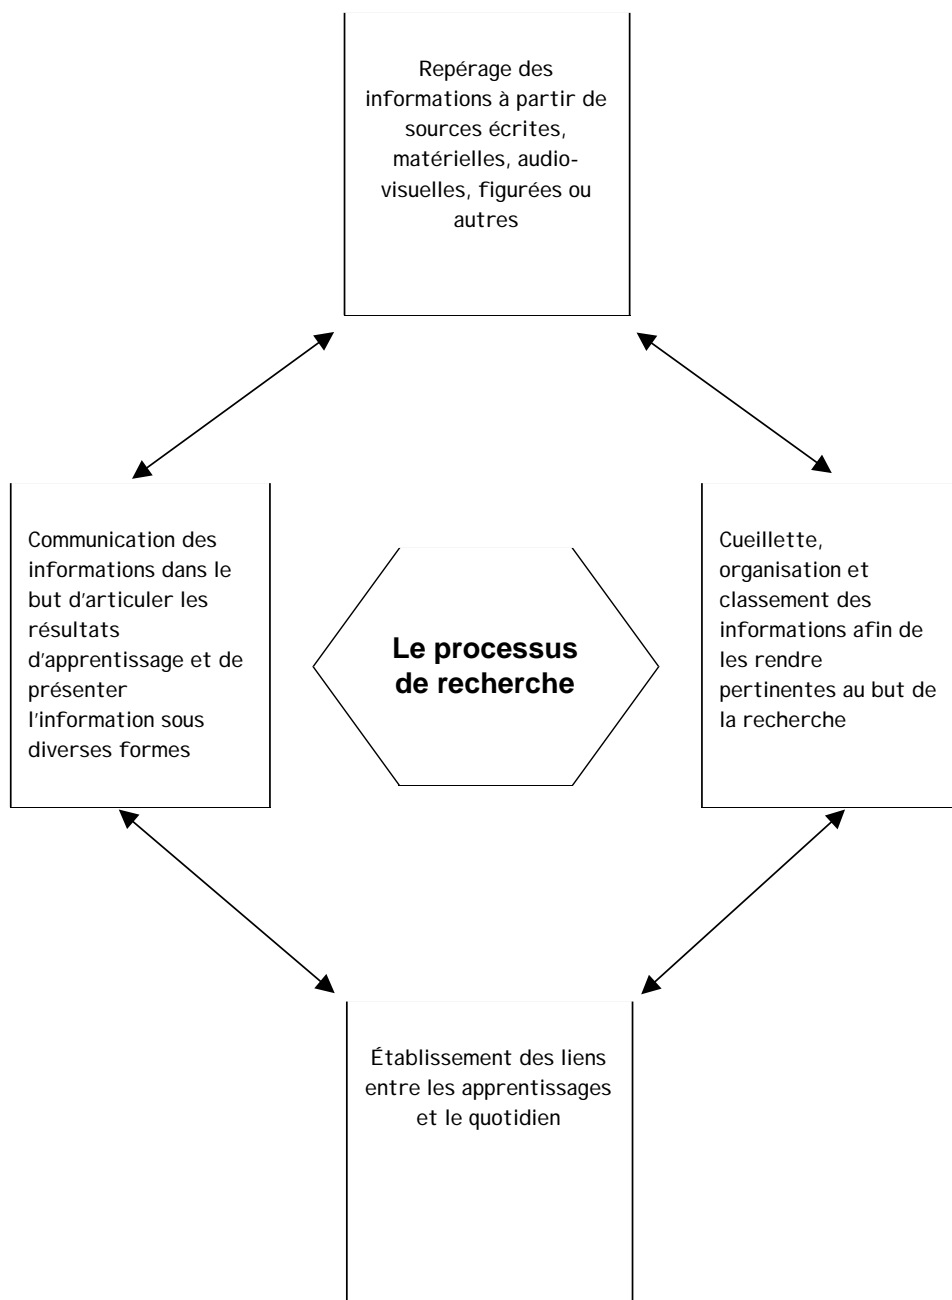 Repérage des
informations à partir de
sources écrites,
matérielles, audio-
visuelles, figurées ou
autres
Communication des
informations dans le
but d'articuler les
résultats
d'apprentissage et de
présenter
l'information sous
diverses formes
Le processus
de recherche
Cueillette,
organisation et
classement des
informations afin de
les rendre
pertinentes au but de
la recherche
Établissement des liens
entre les apprentissages
et le quotidien